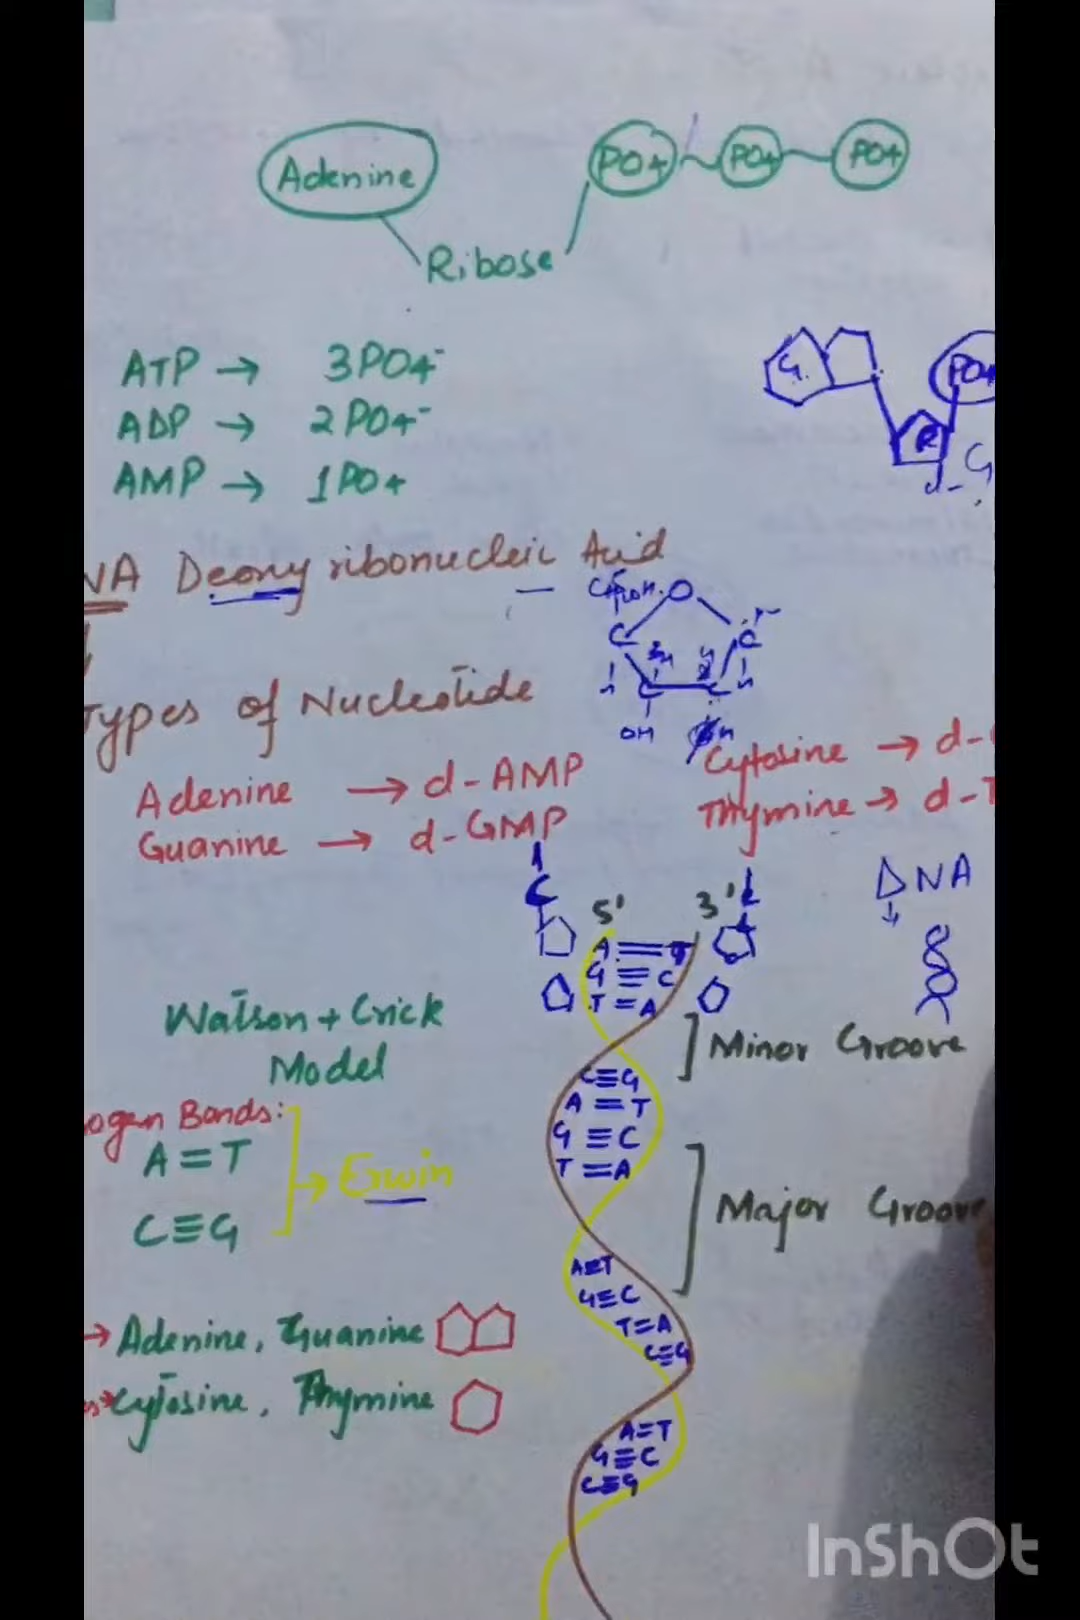 Adenine
PO4 PO4 PO4
Ribose
ATP → 3PO4-
ADP → 2PO4-
AMP → 1PO4
G PO4
R
d-G
NA Deoxy ribonucleic Acid
O
C C
C C
OH
Types of Nucleotide
Adenine → d-AMP
Guanine → d-GMP
Cytosine → d-
Thymine → d-T
C
5' 3'
DNA
G≡C
T=A
Watson + Crick
Model
Minor Groove
C≡G
A=T
G≡C
T=A
ogen Bonds:
A=T
C≡G
→ Erwin
Major Groove
A=T
G≡C
T=A
C≡G
→ Adenine, Guanine
Cytosine, Thymine
A=T
G≡C
C≡G
InShOt